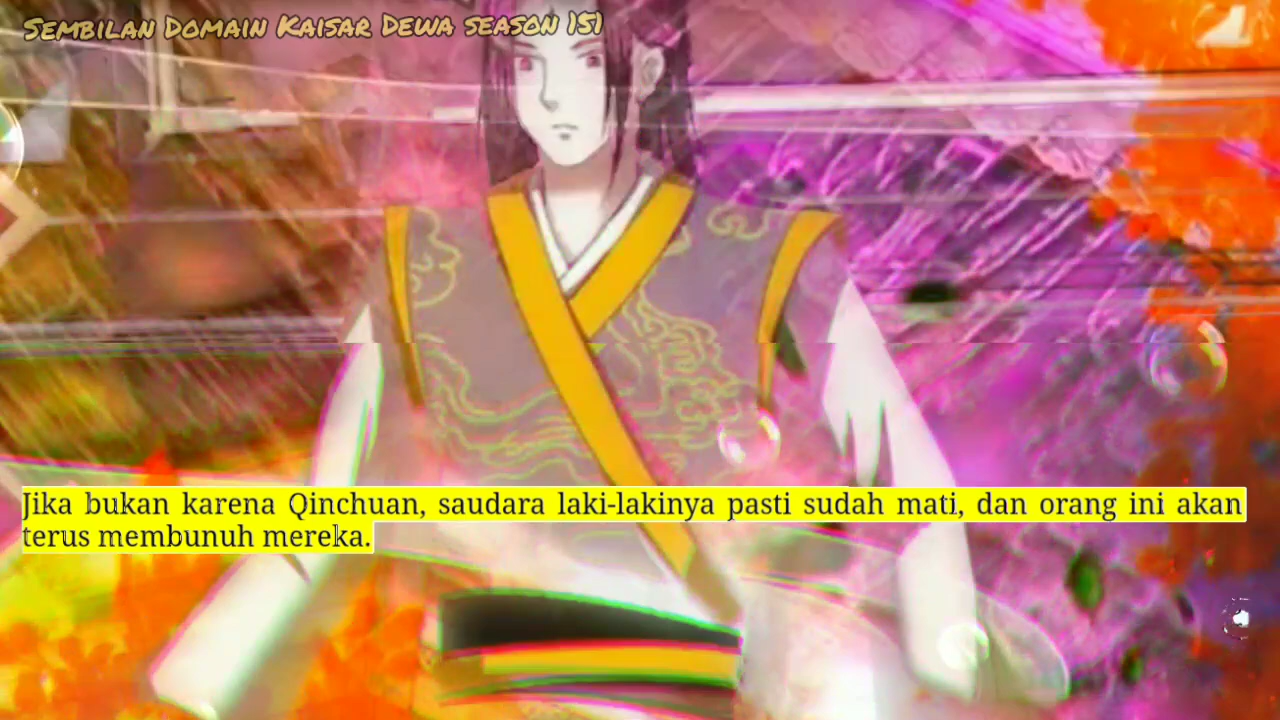 Sembilan Domain Kaisar Dewa season 151
Jika bukan karena Qinchuan, saudara laki-lakinya pasti sudah mati, dan orang ini akan
terus membunuh mereka.